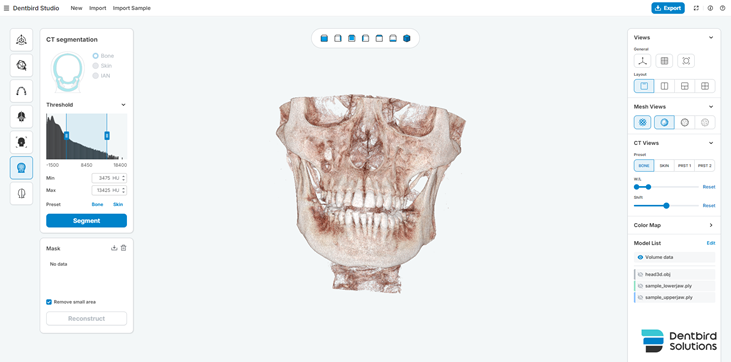 Dentbird Studio New Import Import Sample
Export
CT segmentation
Bone
Skin
IAN
Threshold
-1500 8450 18400
Min 3475 HU
Max 13425 HU
Preset Bone Skin
Segment
Mask
No data
Remove small area
Reconstruct
Views
General
Layout
Mesh Views
CT Views
Preset
BONE SKIN PRST 1 PRST 2
W/L
Reset
Shift
Reset
Color Map
Model List Edit
Volume data
head3d.obj
sample_lowerjaw.ply
sample_upperjaw.ply
Dentbird
Solutions